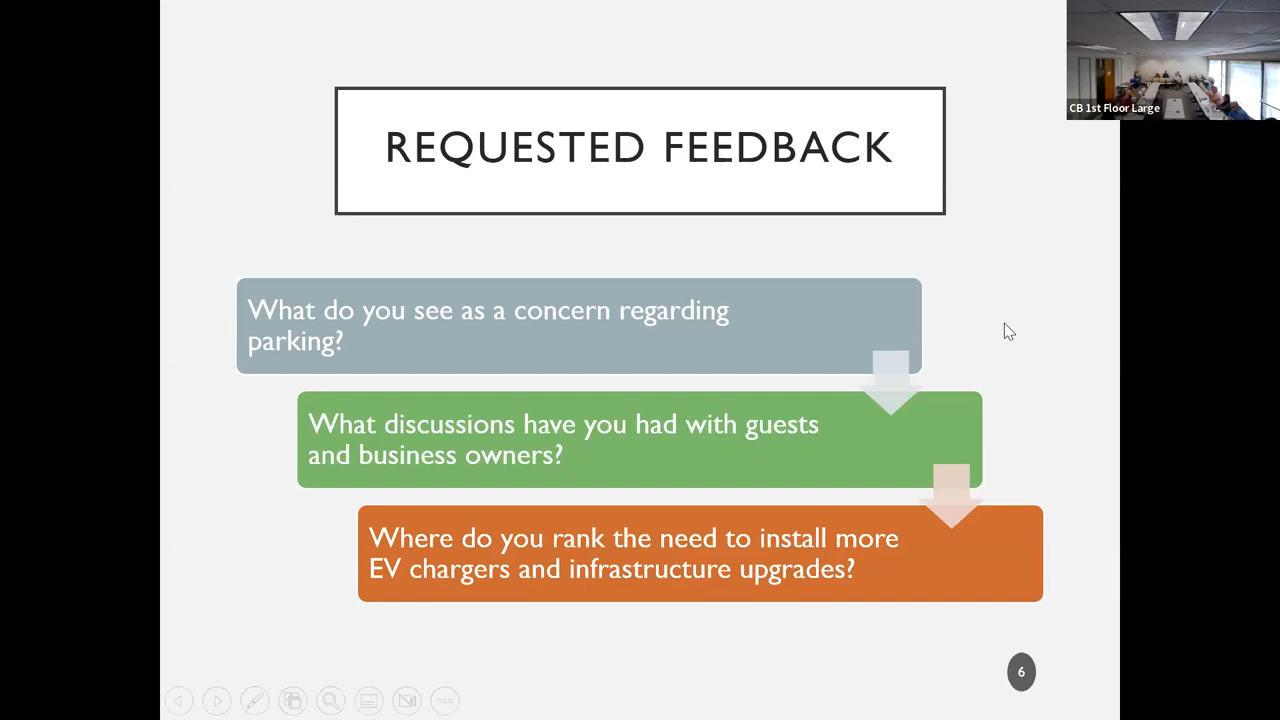 CB 1st Floor Large
REQUESTED FEEDBACK
What do you see as a concern regarding
parking?
What discussions have you had with guests
and business owners?
Where do you rank the need to install more
EV chargers and infrastructure upgrades?
6